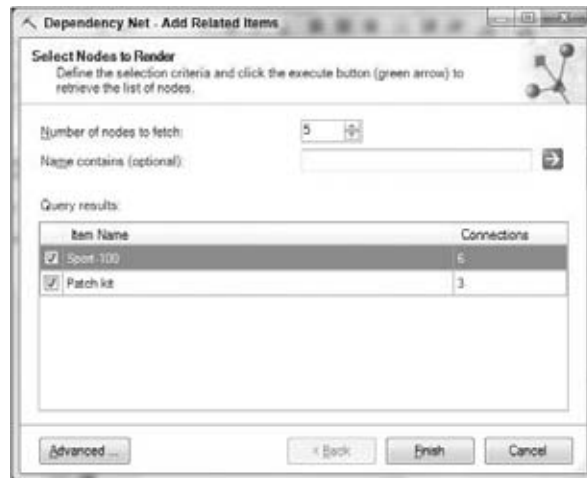 Dependency Net - Add Related Items
Select Nodes to Render
Define the selection criteria and click the execute button (green arrow) to
retrieve the list of nodes.
Number of nodes to fetch: 5
Name contains (optional):
Query results:
Item Name Connections
Sport-100 6
Patch kit 3
Advanced ... < Back Finish Cancel